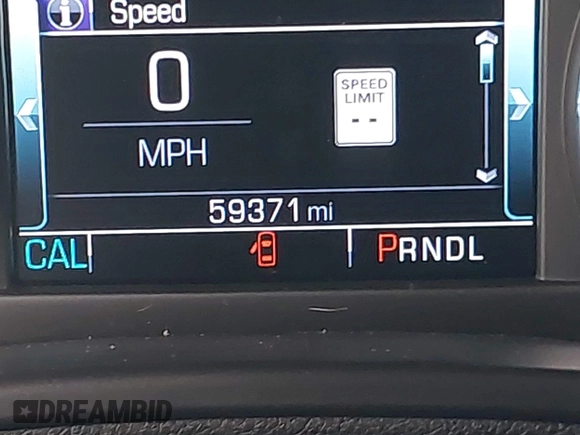 Speed
0
SPEED
LIMIT
--
MPH
59371 mi
CAL
PRNDL
DREAMBID